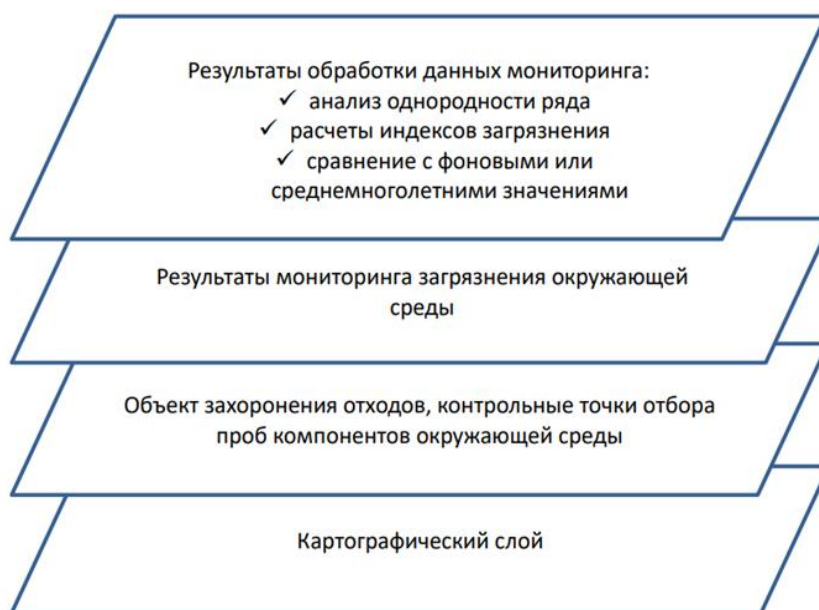 Результаты обработки данных мониторинга:
✓ анализ однородности ряда
✓ расчеты индексов загрязнения
✓ сравнение с фоновыми или
среднемноголетними значениями
Результаты мониторинга загрязнения окружающей
среды
Объект захоронения отходов, контрольные точки отбора
проб компонентов окружающей среды
Картографический слой